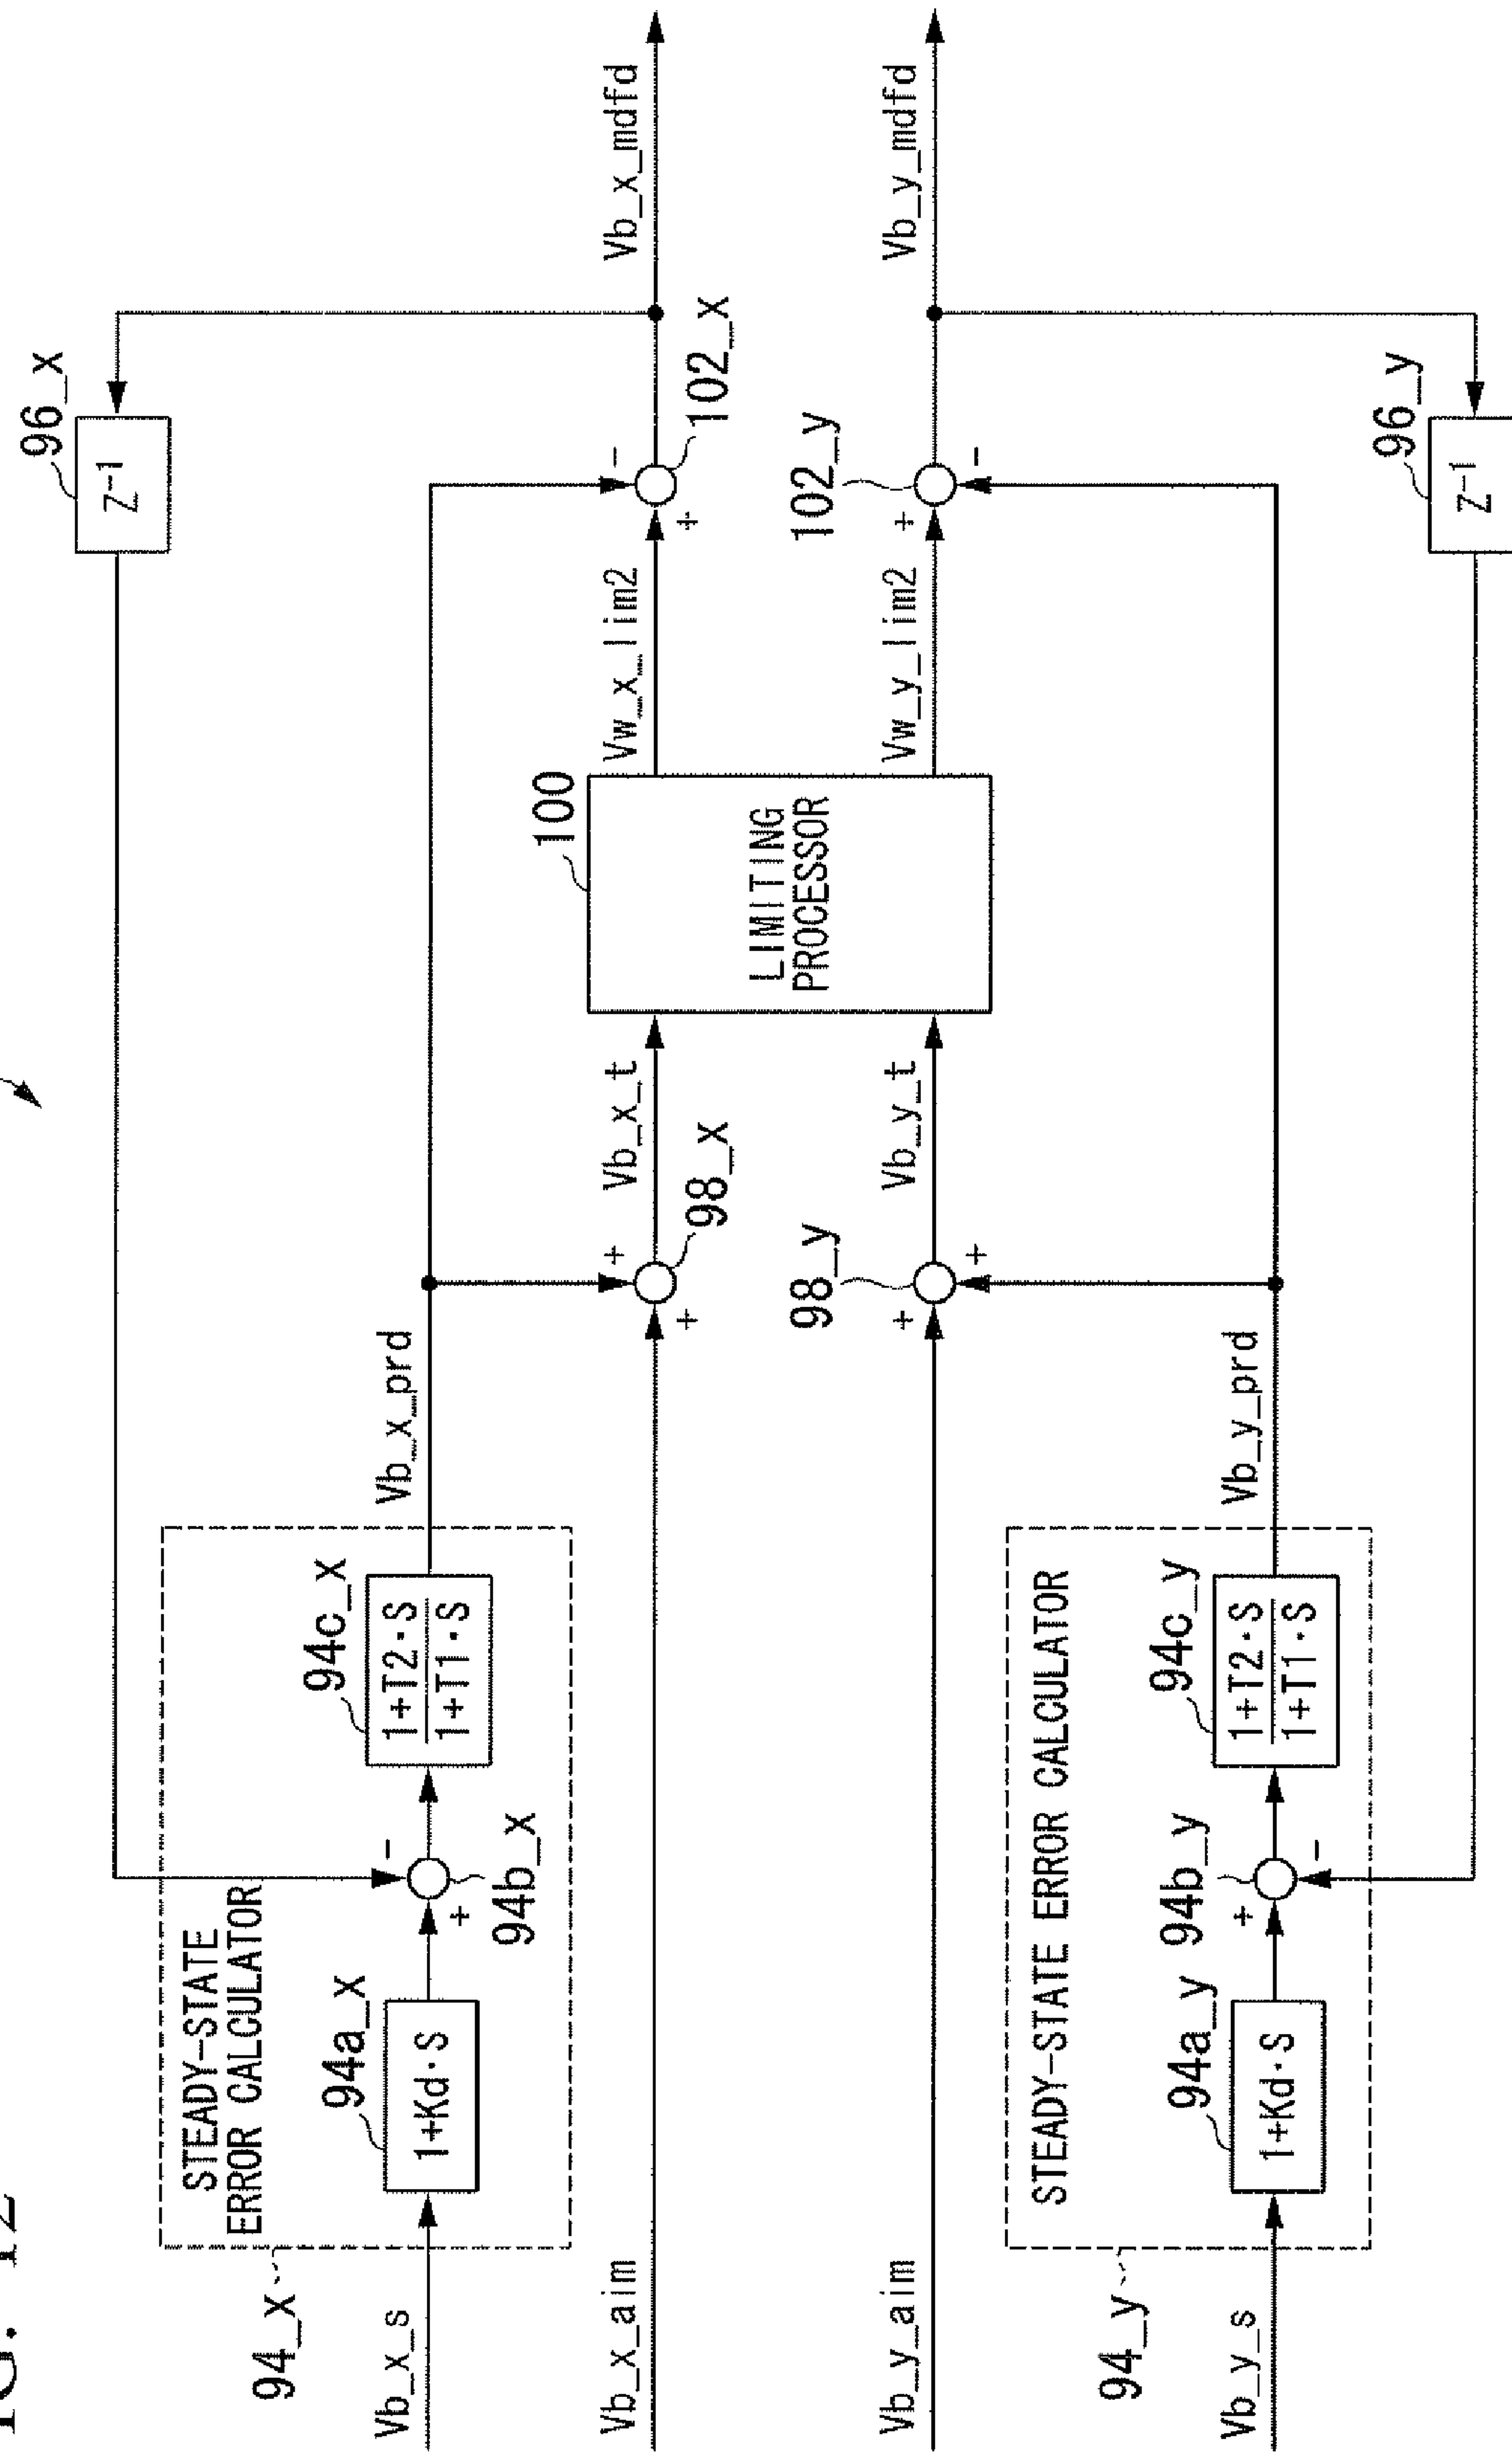 FIG. 12
96_x
Z⁻¹
STEADY-STATE
ERROR CALCULATOR
94_x
94a_x
1+Kd·S
94b_x
+
-
94c_x
1+T2·S
1+T1·S
Vb_x_s
Vb_x_prd
Vb_x_aim
+
+
98_x
Vb_x_t
100
LIMITING
PROCESSOR
Vw_x_lim2
+
-
102_x
Vb_x_mdfd
Vb_y_aim
+
+
98_y
Vb_y_t
Vw_y_lim2
+
-
102_y
Vb_y_mdfd
STEADY-STATE ERROR CALCULATOR
94_y
94a_y
1+Kd·S
94b_y
+
-
94c_y
1+T2·S
1+T1·S
Vb_y_s
Vb_y_prd
96_y
Z⁻¹